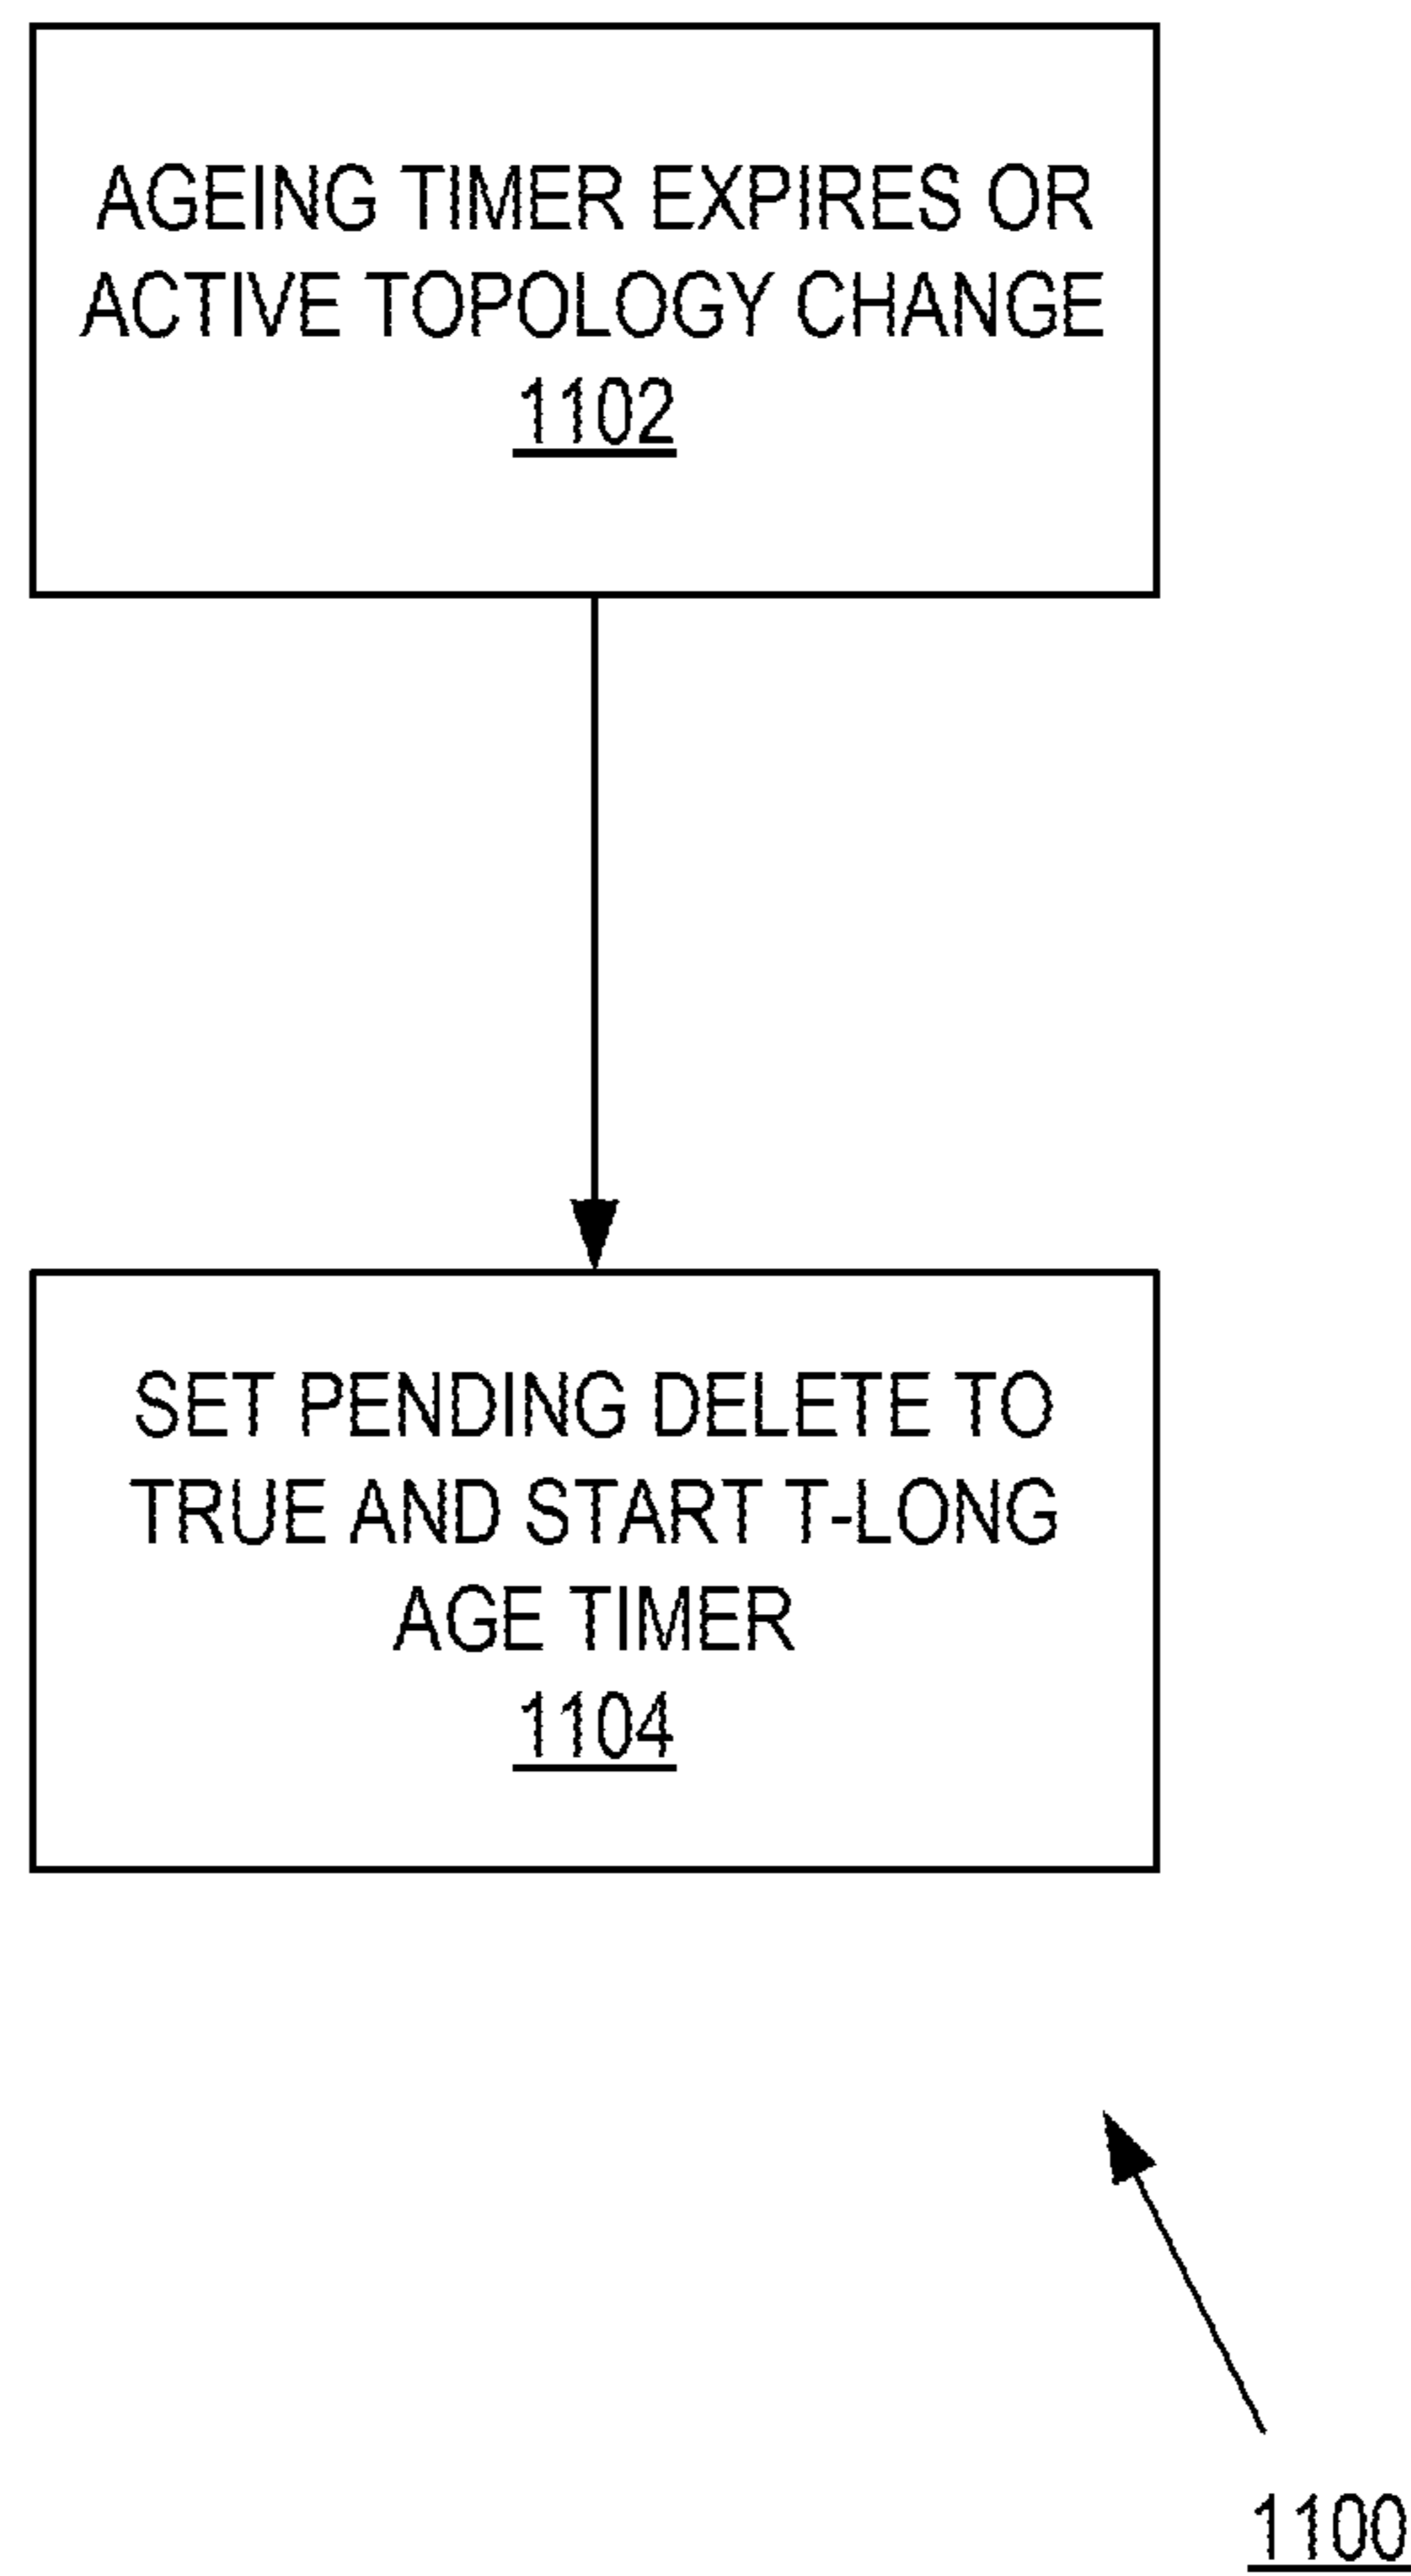 AGEING TIMER EXPIRES OR
ACTIVE TOPOLOGY CHANGE
1102
SET PENDING DELETE TO
TRUE AND START T-LONG
AGE TIMER
1104
1100